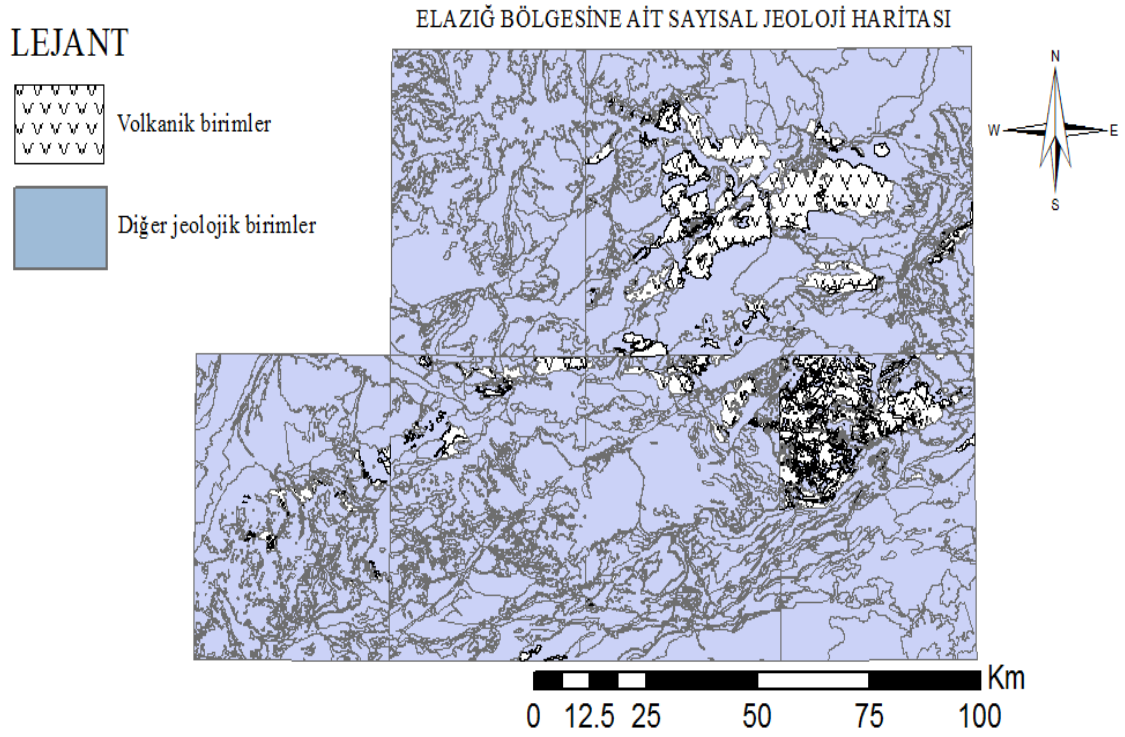 ELAZIĞ BÖLGESİNE AİT SAYISAL JEOLOJİ HARİTASI
LEJANT
Volkanik birimler
Diğer jeolojik birimler
N
W
E
S
Km
0 12.5 25 50 75 100